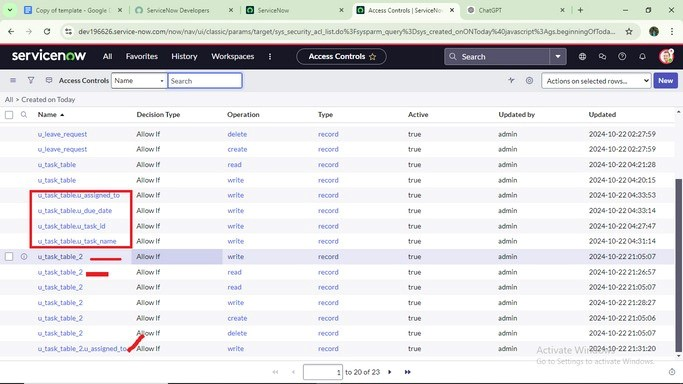 Copy of template - Google S
ServiceNow Developers
ServiceNow
Access Controls | ServiceNow
ChatGPT
dev196626.service-now.com/now/nav/ui/classic/params/target/sys_security_acl_list.do%3Fsysparm_query%3Dsys_created_onONToday%40javascript%3Ags.beginningOfToda...
servicenow All Favorites History Workspaces Access Controls Search
Access Controls Name Search Actions on selected rows... New
All > Created on Today
Name Decision Type Operation Type Active Updated by Updated
u_leave_request Allow If delete record true admin 2024-10-22 02:27:59
u_leave_request Allow If create record true admin 2024-10-22 02:27:59
u_task_table Allow If read record true admin 2024-10-22 04:21:28
u_task_table Allow If write record true admin 2024-10-22 04:20:15
u_task_table.u_assigned_to Allow If write record true admin 2024-10-22 04:33:53
u_task_table.u_due_date Allow If write record true admin 2024-10-22 04:33:14
u_task_table.u_task_id Allow If write record true admin 2024-10-22 04:27:47
u_task_table.u_task_name Allow If write record true admin 2024-10-22 04:31:14
u_task_table_2 Allow If write record true admin 2024-10-22 21:05:07
u_task_table_2 Allow If read record true admin 2024-10-22 21:26:57
u_task_table_2 Allow If read record true admin 2024-10-22 21:05:07
u_task_table_2 Allow If write record true admin 2024-10-22 21:28:27
u_task_table_2 Allow If create record true admin 2024-10-22 21:05:06
u_task_table_2 Allow If delete record true admin 2024-10-22 21:05:07
u_task_table_2.u_assigned_to Allow If write record true admin 2024-10-22 21:31:20
Activate Windows
Go to Settings to activate Windows.
1 to 20 of 23